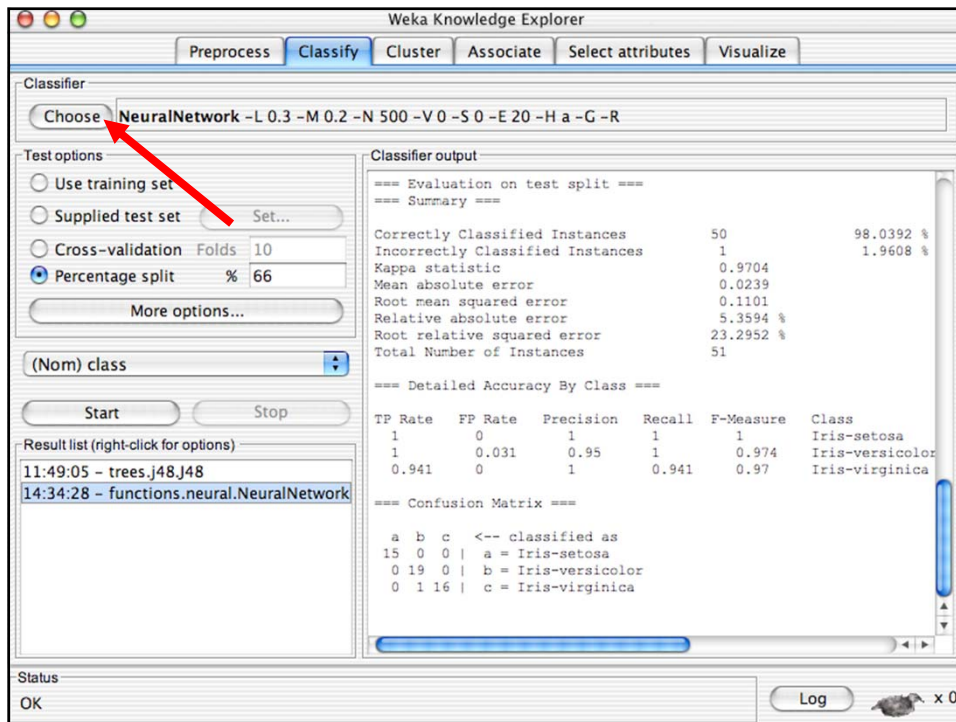 Weka Knowledge Explorer
Preprocess Classify Cluster Associate Select attributes Visualize
Classifier
Choose NeuralNetwork -L 0.3 -M 0.2 -N 500 -V 0 -S 0 -E 20 -H a -G -R
Test options
Use training set
Supplied test set Set...
Cross-validation Folds 10
Percentage split % 66
More options...
(Nom) class
Start Stop
Result list (right-click for options)
11:49:05 - trees.j48.J48
14:34:28 - functions.neural.NeuralNetwork
Classifier output
=== Evaluation on test split ===
=== Summary ===
Correctly Classified Instances 50 98.0392 %
Incorrectly Classified Instances 1 1.9608 %
Kappa statistic 0.9704
Mean absolute error 0.0239
Root mean squared error 0.1101
Relative absolute error 5.3594 %
Root relative squared error 23.2952 %
Total Number of Instances 51
=== Detailed Accuracy By Class ===
TP Rate FP Rate Precision Recall F-Measure Class
1 0 1 1 1 Iris-setosa
1 0.031 0.95 1 0.974 Iris-versicolor
0.941 0 1 0.941 0.97 Iris-virginica
=== Confusion Matrix ===
a b c <-- classified as
15 0 0 | a = Iris-setosa
0 19 0 | b = Iris-versicolor
0 1 16 | c = Iris-virginica
Status
OK
Log x 0